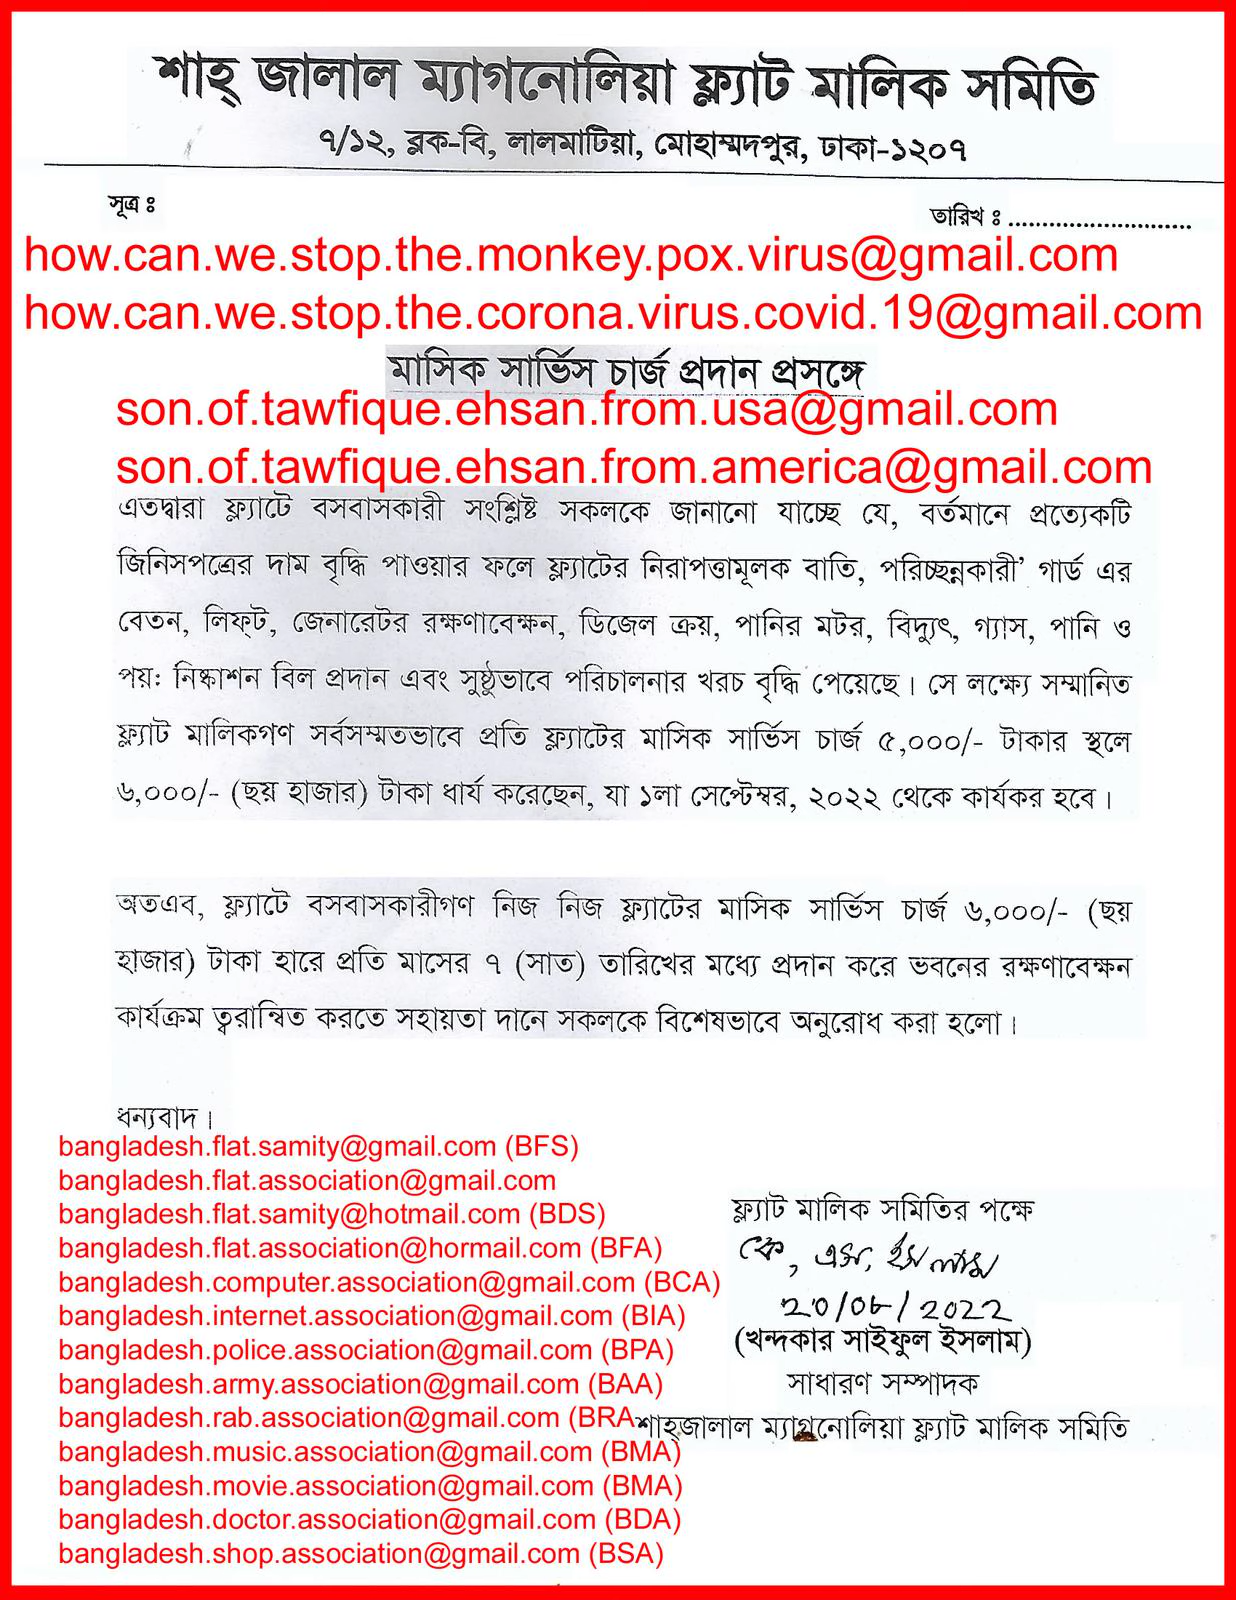 শাহ্ জালাল ম্যাগনোলিয়া ফ্ল্যাট মালিক সমিতি
৭/১২, ব্লক-বি, লালমাটিয়া, মোহাম্মদপুর, ঢাকা-১২০৭
সূত্র ঃ
তারিখ ঃ ............................
how.can.we.stop.the.monkey.pox.virus@gmail.com
how.can.we.stop.the.corona.virus.covid.19@gmail.com
মাসিক সার্ভিস চার্জ প্রদান প্রসঙ্গে
son.of.tawfique.ehsan.from.usa@gmail.com
son.of.tawfique.ehsan.from.america@gmail.com
এতদ্বারা ফ্ল্যাটে বসবাসকারী সংশ্লিষ্ট সকলকে জানানো যাচ্ছে যে, বর্তমানে প্রত্যেকটি
জিনিসপত্রের দাম বৃদ্ধি পাওয়ার ফলে ফ্ল্যাটের নিরাপত্তামূলক বাতি, পরিচ্ছন্নকারী’ গার্ড এর
বেতন, লিফ্ট, জেনারেটর রক্ষণাবেক্ষন, ডিজেল ক্রয়, পানির মটর, বিদ্যুৎ, গ্যাস, পানি ও
পয়: নিষ্কাশন বিল প্রদান এবং সুষ্ঠুভাবে পরিচালনার খরচ বৃদ্ধি পেয়েছে। সে লক্ষ্যে সম্মানিত
ফ্ল্যাট মালিকগণ সর্বসম্মতভাবে প্রতি ফ্ল্যাটের মাসিক সার্ভিস চার্জ ৫,০০০/- টাকার স্থলে
৬,০০০/- (ছয় হাজার) টাকা ধার্য করেছেন, যা ১লা সেপ্টেম্বর, ২০২২ থেকে কার্যকর হবে।
অতএব, ফ্ল্যাটে বসবাসকারীগণ নিজ নিজ ফ্ল্যাটের মাসিক সার্ভিস চার্জ ৬,০০০/- (ছয়
হাজার) টাকা হারে প্রতি মাসের ৭ (সাত) তারিখের মধ্যে প্রদান করে ভবনের রক্ষণাবেক্ষন
কার্যক্রম ত্বরান্বিত করতে সহায়তা দানে সকলকে বিশেষভাবে অনুরোধ করা হলো।
ধন্যবাদ।
bangladesh.flat.samity@gmail.com (BFS)
bangladesh.flat.association@gmail.com
bangladesh.flat.samity@hotmail.com (BDS)
bangladesh.flat.association@hormail.com (BFA)
bangladesh.computer.association@gmail.com (BCA)
bangladesh.internet.association@gmail.com (BIA)
bangladesh.police.association@gmail.com (BPA)
bangladesh.army.association@gmail.com (BAA)
bangladesh.rab.association@gmail.com (BRA
bangladesh.music.association@gmail.com (BMA)
bangladesh.movie.association@gmail.com (BMA)
bangladesh.doctor.association@gmail.com (BDA)
bangladesh.shop.association@gmail.com (BSA)
ফ্ল্যাট মালিক সমিতির পক্ষে
কে, এস, ইসলাম
২০/০৮/২০২২
(খন্দকার সাইফুল ইসলাম)
সাধারণ সম্পাদক
শাহ্জালাল ম্যাগনোলিয়া ফ্ল্যাট মালিক সমিতি